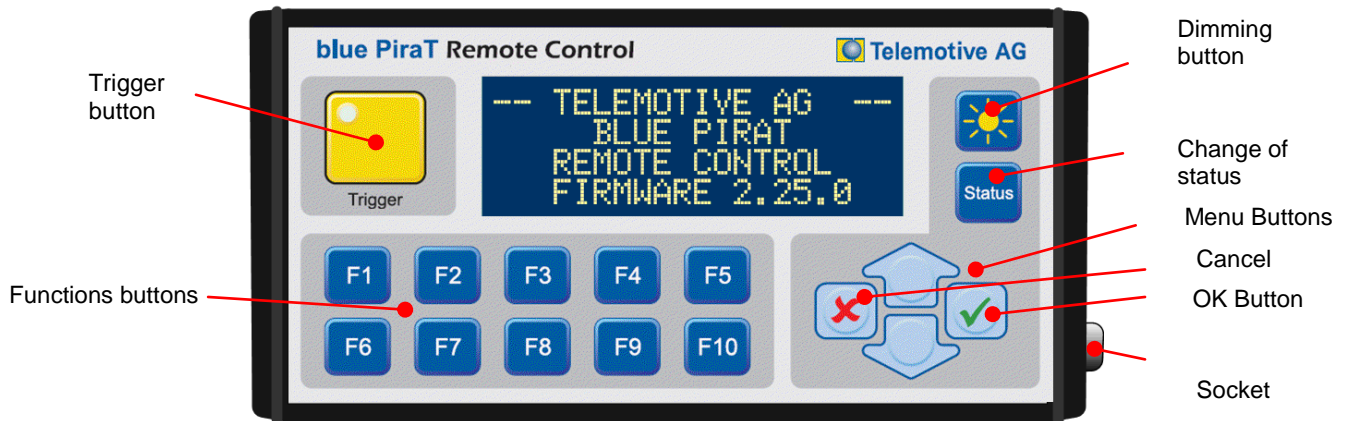 blue PiraT Remote Control
Telemotive AG
Trigger
button
-- TELEMOTIVE AG --
BLUE PIRAT
REMOTE CONTROL
FIRMWARE 2.25.0
Trigger
Status
Dimming
button
Change of
status
Menu Buttons
Cancel
OK Button
Socket
Functions buttons
F1 F2 F3 F4 F5
F6 F7 F8 F9 F10